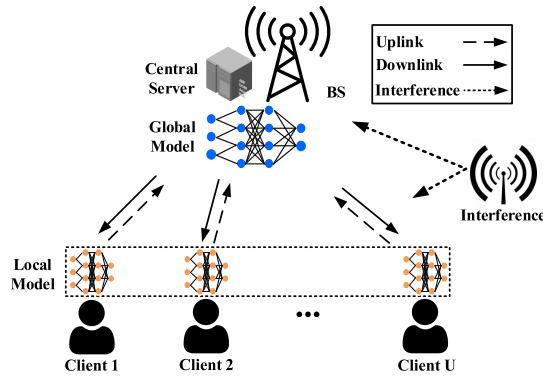 Uplink
Downlink
Interference
Central
Server
BS
Global
Model
Interference
Local
Model
Client 1
Client 2
...
Client U